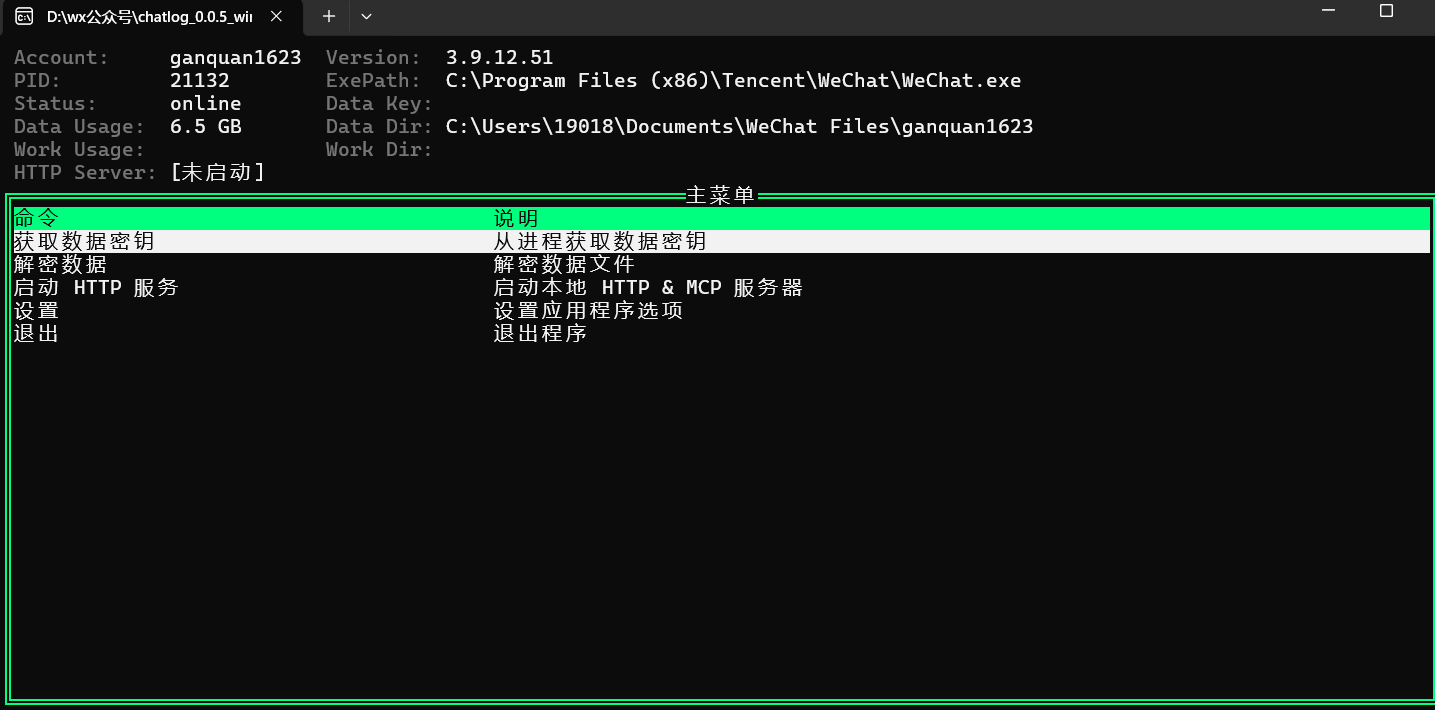 D:\wx公众号\chatlog_0.0.5_wir
Account: ganquan1623 Version: 3.9.12.51
PID: 21132 ExePath: C:\Program Files (x86)\Tencent\WeChat\WeChat.exe
Status: online Data Key:
Data Usage: 6.5 GB Data Dir: C:\Users\19018\Documents\WeChat Files\ganquan1623
Work Usage: Work Dir:
HTTP Server: [未启动]
主菜单
命令 说明
获取数据密钥 从进程获取数据密钥
解密数据 解密数据文件
启动 HTTP 服务 启动本地 HTTP & MCP 服务器
设置 设置应用程序选项
退出 退出程序